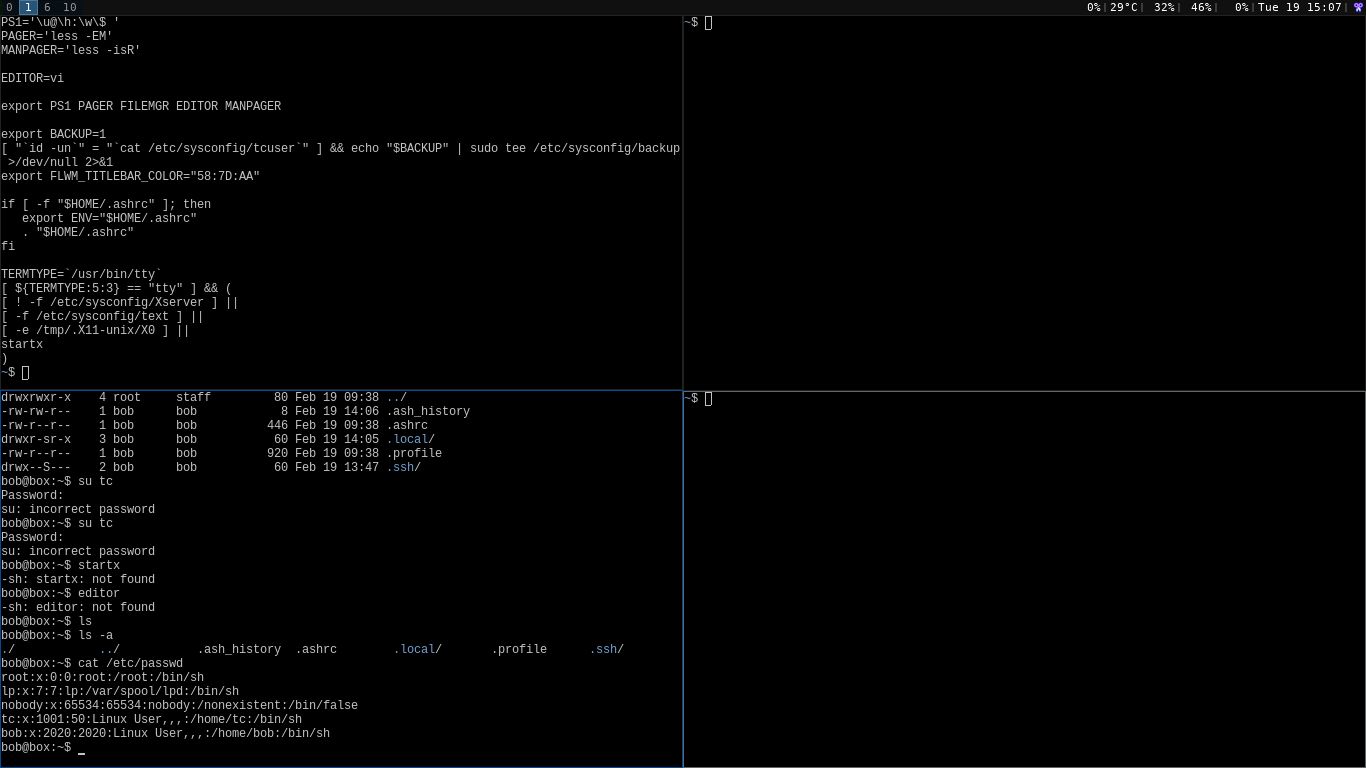 0 1 6 10 0%| 29°C| 32%| 46%| 0%|Tue 19 15:07|
PS1='\u@\h:\w\$ '
PAGER='less -EM'
MANPAGER='less -isR'
EDITOR=vi
export PS1 PAGER FILEMGR EDITOR MANPAGER
export BACKUP=1
[ "`id -un`" = "`cat /etc/sysconfig/tcuser`" ] && echo "$BACKUP" | sudo tee /etc/sysconfig/backup
 >/dev/null 2>&1
export FLWM_TITLEBAR_COLOR="58:7D:AA"
if [ -f "$HOME/.ashrc" ]; then
   export ENV="$HOME/.ashrc"
   . "$HOME/.ashrc"
fi
TERMTYPE=`/usr/bin/tty`
[ ${TERMTYPE:5:3} == "tty" ] && (
[ ! -f /etc/sysconfig/Xserver ] ||
[ -f /etc/sysconfig/text ] ||
[ -e /tmp/.X11-unix/X0 ] ||
startx
)
~$
~$
drwxrwxr-x    4 root     staff          80 Feb 19 09:38 ../
-rw-rw-r--    1 bob      bob             8 Feb 19 14:06 .ash_history
-rw-r--r--    1 bob      bob           446 Feb 19 09:38 .ashrc
drwxr-sr-x    3 bob      bob            60 Feb 19 14:05 .local/
-rw-r--r--    1 bob      bob           920 Feb 19 09:38 .profile
drwx--S---    2 bob      bob            60 Feb 19 13:47 .ssh/
bob@box:~$ su tc
Password:
su: incorrect password
bob@box:~$ su tc
Password:
su: incorrect password
bob@box:~$ startx
-sh: startx: not found
bob@box:~$ editor
-sh: editor: not found
bob@box:~$ ls
bob@box:~$ ls -a
./            ../           .ash_history  .ashrc        .local/       .profile      .ssh/
bob@box:~$ cat /etc/passwd
root:x:0:0:root:/root:/bin/sh
lp:x:7:7:lp:/var/spool/lpd:/bin/sh
nobody:x:65534:65534:nobody:/nonexistent:/bin/false
tc:x:1001:50:Linux User,,,:/home/tc:/bin/sh
bob:x:2020:2020:Linux User,,,:/home/bob:/bin/sh
bob@box:~$
~$